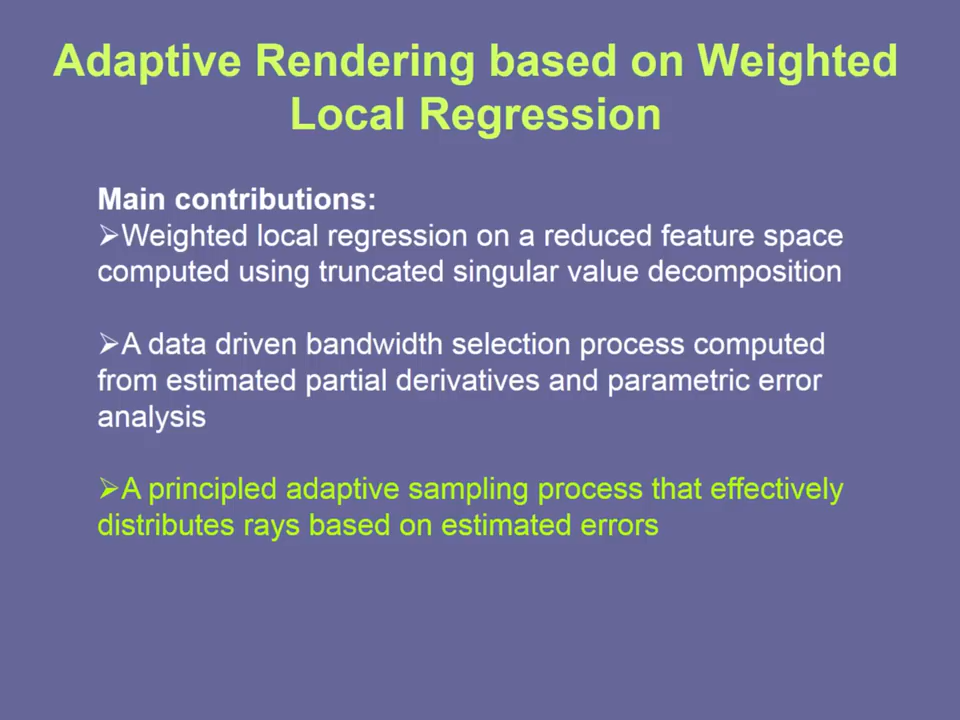 Adaptive Rendering based on Weighted
Local Regression
Main contributions:
➢Weighted local regression on a reduced feature space
computed using truncated singular value decomposition
➢A data driven bandwidth selection process computed
from estimated partial derivatives and parametric error
analysis
➢A principled adaptive sampling process that effectively
distributes rays based on estimated errors